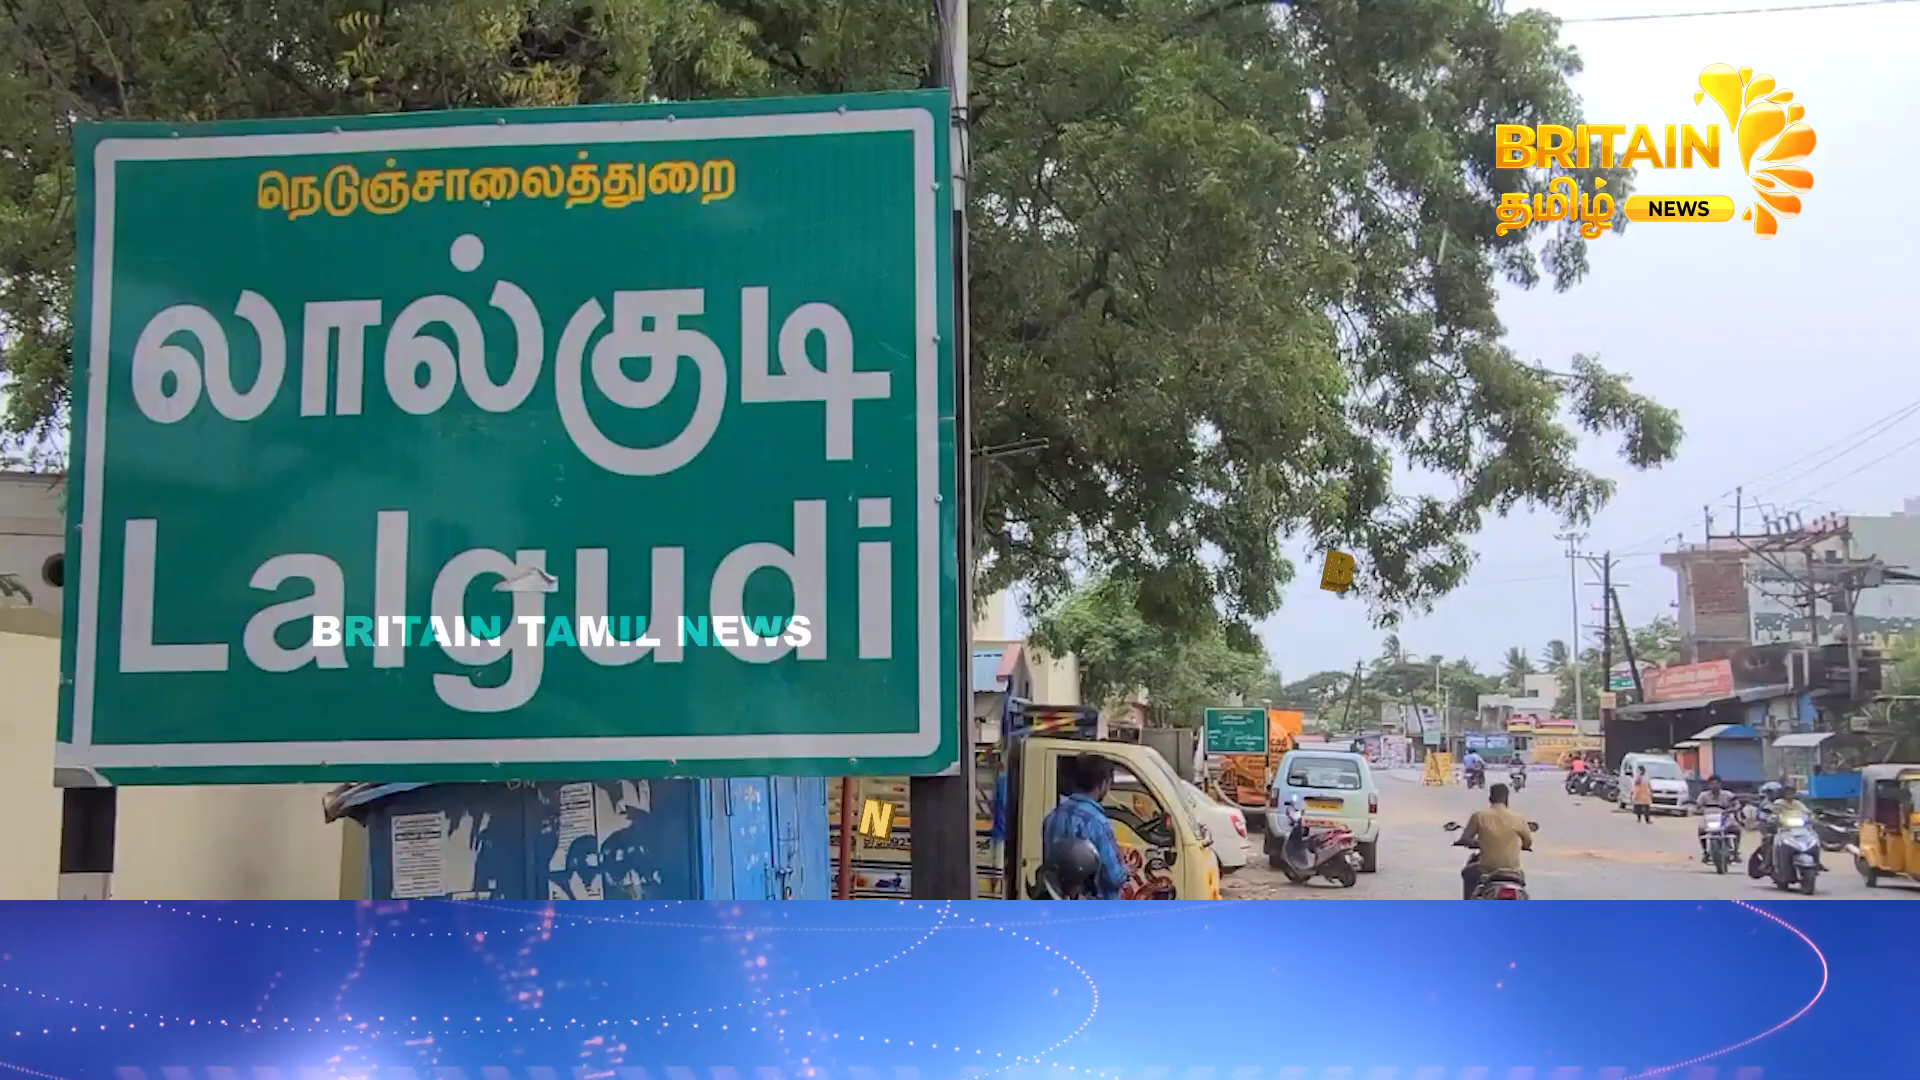 நெடுஞ்சாலைத்துறை
லால்குடி
Lalgudi
BRITAIN TAMIL NEWS
BRITAIN
தமிழ் NEWS
B
N